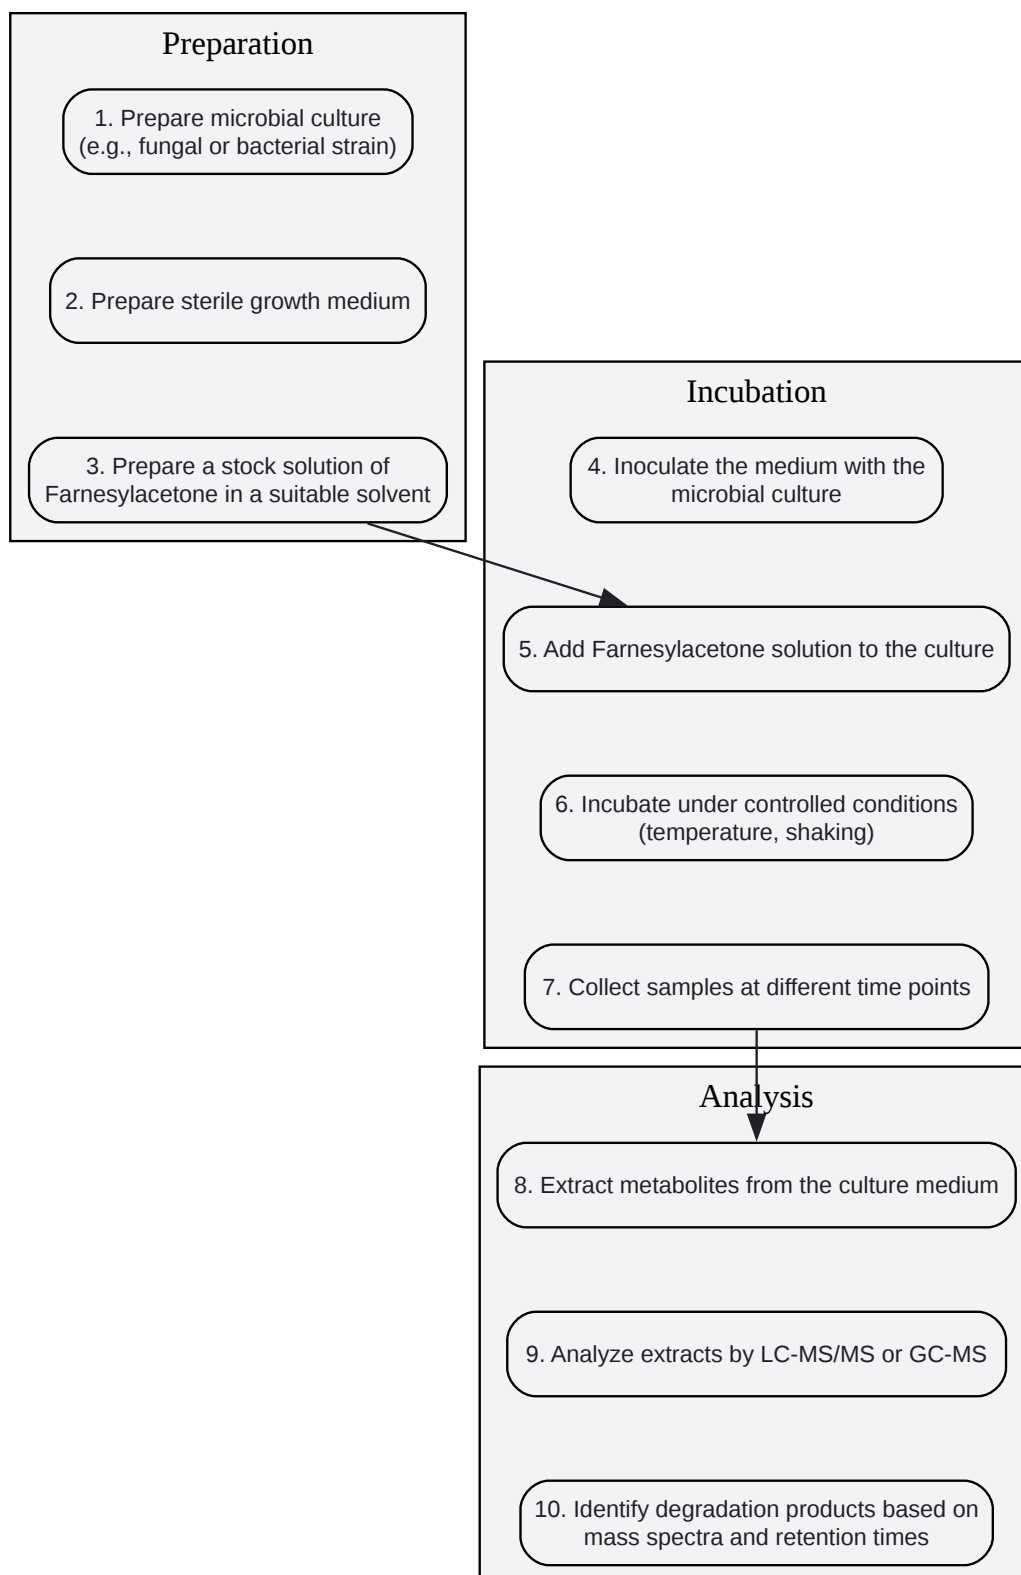 Preparation
1. Prepare microbial culture
(e.g., fungal or bacterial strain)
2. Prepare sterile growth medium
3. Prepare a stock solution of
Farnesylacetone in a suitable solvent
Incubation
4. Inoculate the medium with the
microbial culture
5. Add Farnesylacetone solution to the culture
6. Incubate under controlled conditions
(temperature, shaking)
7. Collect samples at different time points
Analysis
8. Extract metabolites from the culture medium
9. Analyze extracts by LC-MS/MS or GC-MS
10. Identify degradation products based on
mass spectra and retention times